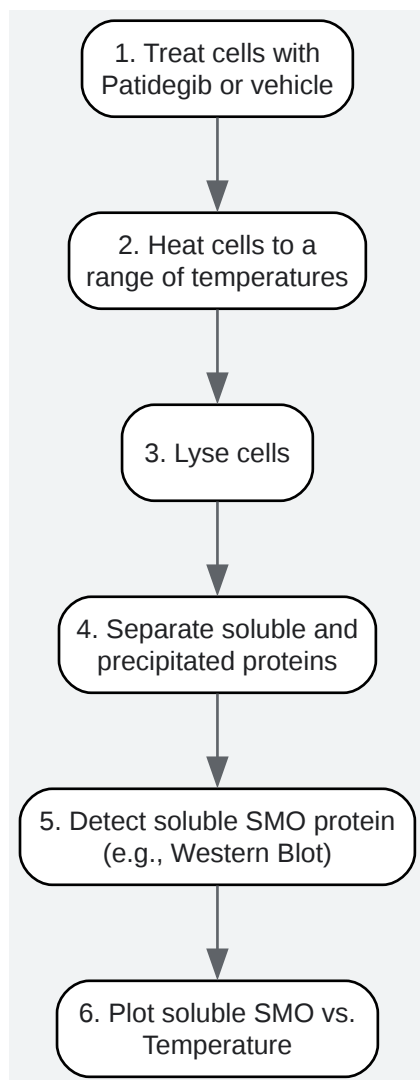 1. Treat cells with
Patidegib or vehicle
2. Heat cells to a
range of temperatures
3. Lyse cells
4. Separate soluble and
precipitated proteins
5. Detect soluble SMO protein
(e.g., Western Blot)
6. Plot soluble SMO vs.
Temperature